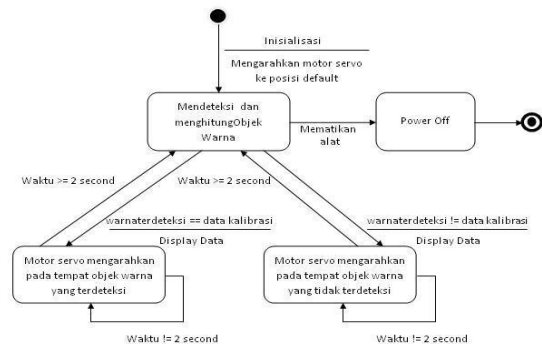 Inisialisasi
Mengarahkan motor servo
ke posisi default
Mendeteksi dan
menghitungObjek
Warna
Mematikan
alat
Power Off
Waktu >= 2 second
Waktu >= 2 second
warnaterdeteksi == data kalibrasi
Display Data
warnaterdeteksi != data kalibrasi
Display Data
Motor servo mengarahkan
pada tempat objek warna
yang terdeteksi
Motor servo mengarahkan
pada tempat objek warna
yang tidak terdeteksi
Waktu != 2 second
Waktu != 2 second